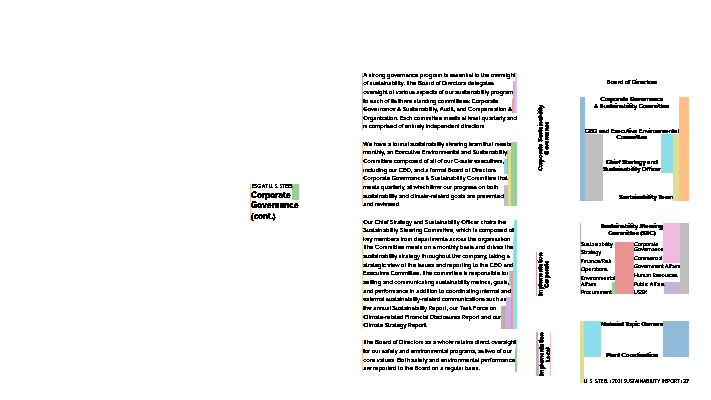 ESG AT U. S. STEEL
Corporate
Governance
(cont.)
A strong governance program is essential to the oversight
of sustainability. The Board of Directors delegates
oversight of various aspects of our sustainability program
to each of its three standing committees: Corporate
Governance & Sustainability, Audit, and Compensation &
Organization. Each committee meets at least quarterly and
is comprised of entirely independent directors.
We have a formal sustainability steering team that meets
monthly, an Executive Environmental and Sustainability
Committee composed of all of our C-suite executives,
including our CEO, and a formal Board of Directors
Corporate Governance & Sustainability Committee that
meets quarterly, at which time our progress on both
sustainability and climate-related goals are presented
and reviewed.
Our Chief Strategy and Sustainability Officer chairs the
Sustainability Steering Committee, which is composed of
key members from departments across the organization.
The Committee meets on a monthly basis and drives the
sustainability strategy throughout the company, taking a
strategic view of the issues and reporting to the CEO and
Executive Committee. The committee is responsible for
setting and communicating sustainability metrics, goals,
and performance in addition to coordinating internal and
external sustainability-related communications such as
the annual Sustainability Report, our Task Force on
Climate-related Financial Disclosures Report and our
Climate Strategy Report.
The Board of Directors as a whole retains direct oversight
for our safety and environmental programs, as two of our
core values. Both safety and environmental performance
are reported to the Board on a regular basis.
Corporate Sustainability
Governance
Board of Directors
Corporate Governance
& Sustainability Committee
CEO and Executive Environmental
Committee
Chief Strategy and
Sustainability Officer
Sustainability Team
Implementation
Corporate
Sustainability Steering
Committee (SSC)
Sustainability
Strategy
Finance/Risk
Operations
Environmental
Affairs
Procurement
Corporate
Governance
Commercial
Government Affairs
Human Resources
Public Affairs
USSK
Implementation
Local
Material Topic Owners
Plant Coordination
U. S. STEEL / 2021 SUSTAINABILITY REPORT / 27